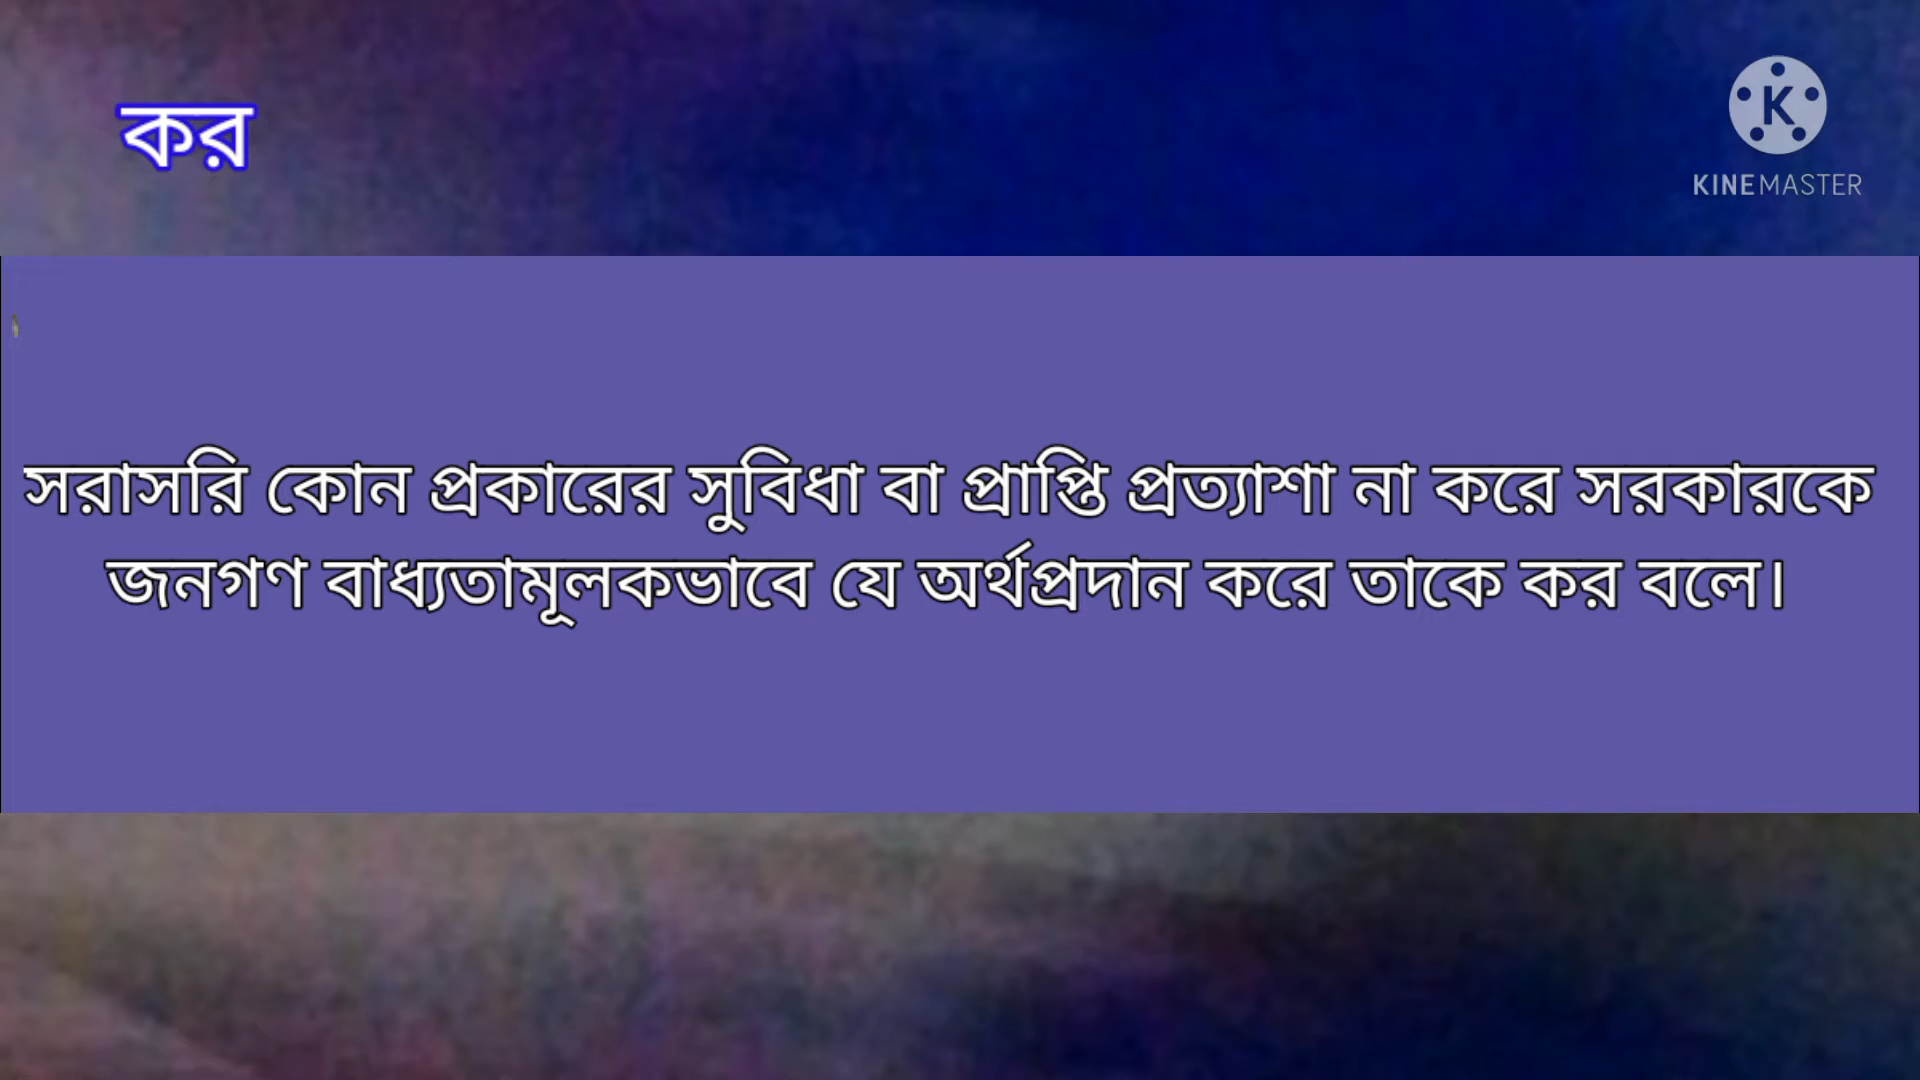 কর
KINEMASTER
সরাসরি কোন প্রকারের সুবিধা বা প্রাপ্তি প্রত্যাশা না করে সরকারকে
জনগণ বাধ্যতামূলকভাবে যে অর্থপ্রদান করে তাকে কর বলে।